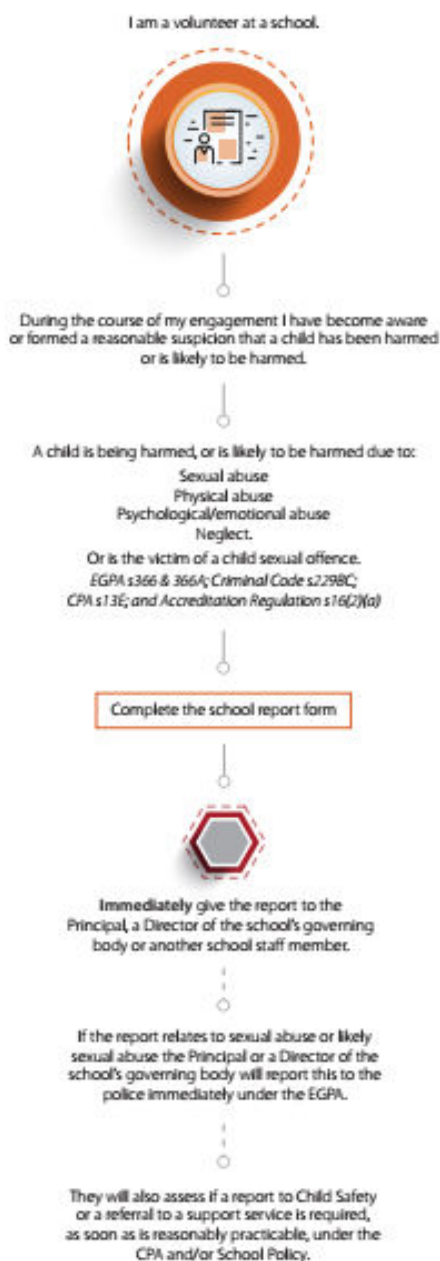 I am a volunteer at a school.
During the course of my engagement I have become aware
or formed a reasonable suspicion that a child has been harmed
or is likely to be harmed.
A child is being harmed, or is likely to be harmed due to:
Sexual abuse
Physical abuse
Psychological/emotional abuse
Neglect.
Or is the victim of a child sexual offence.
EGPA s366 & 366A; Criminal Code s229BC;
CPA s13E; and Accreditation Regulation s16(2)(a)
Complete the school report form
Immediately give the report to the
Principal, a Director of the school's governing
body or another school staff member.
If the report relates to sexual abuse or likely
sexual abuse the Principal or a Director of the
school's governing body will report this to the
police immediately under the EGPA.
They will also assess if a report to Child Safety
or a referral to a support service is required,
as soon as is reasonably practicable, under the
CPA and/or School Policy.